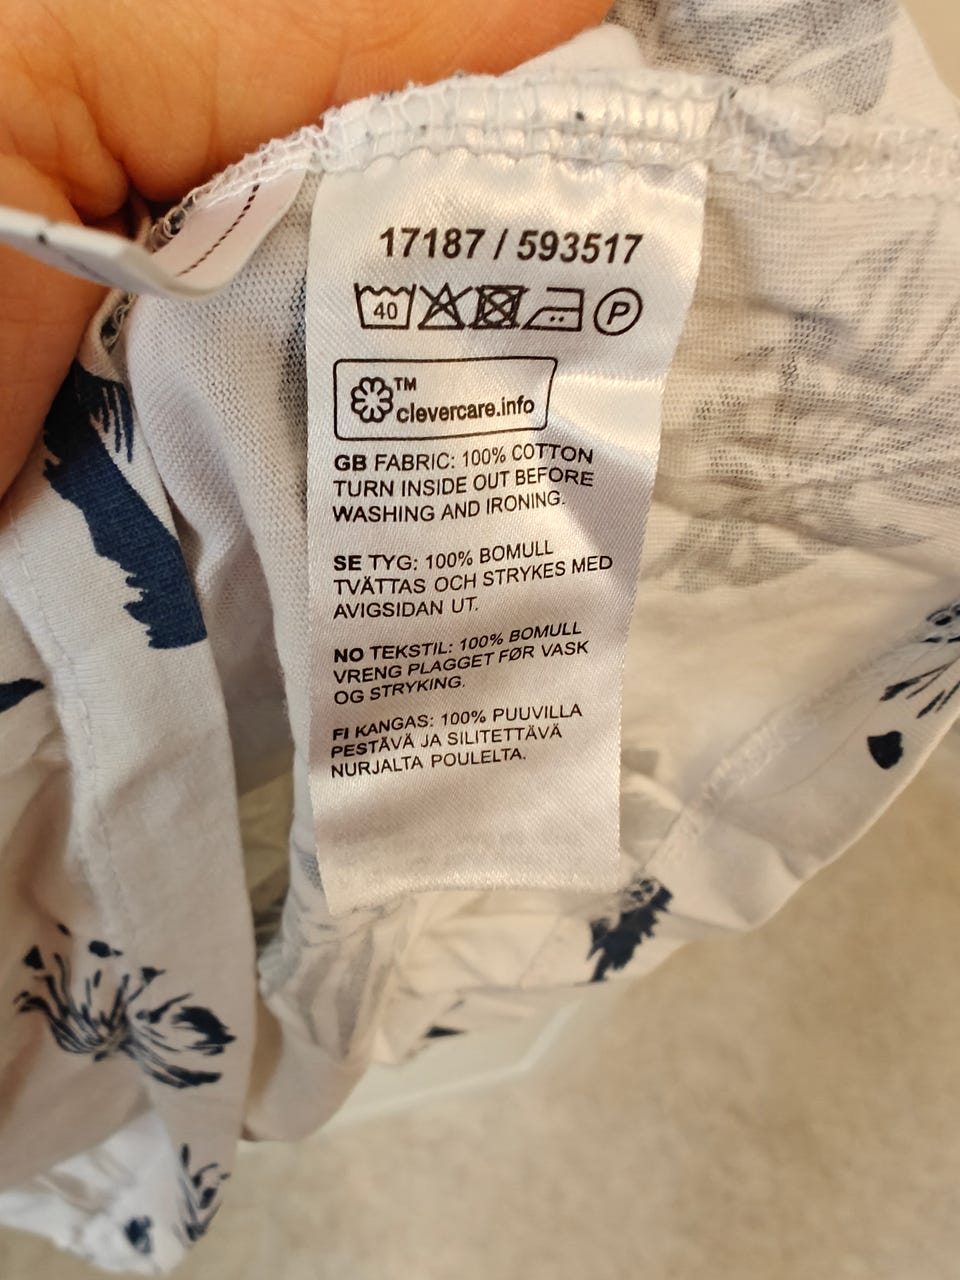 17187 / 593517
40 P
TM
clevercare.info
GB FABRIC: 100% COTTON
TURN INSIDE OUT BEFORE
WASHING AND IRONING.
SE TYG: 100% BOMULL
TVÄTTAS OCH STRYKES MED
AVIGSIDAN UT.
NO TEKSTIL: 100% BOMULL
VRENG PLAGGET FØR VASK
OG STRYKING.
FI KANGAS: 100% PUUVILLA
PESTÄVÄ JA SILITETTÄVÄ
NURJALTA POULELTA.